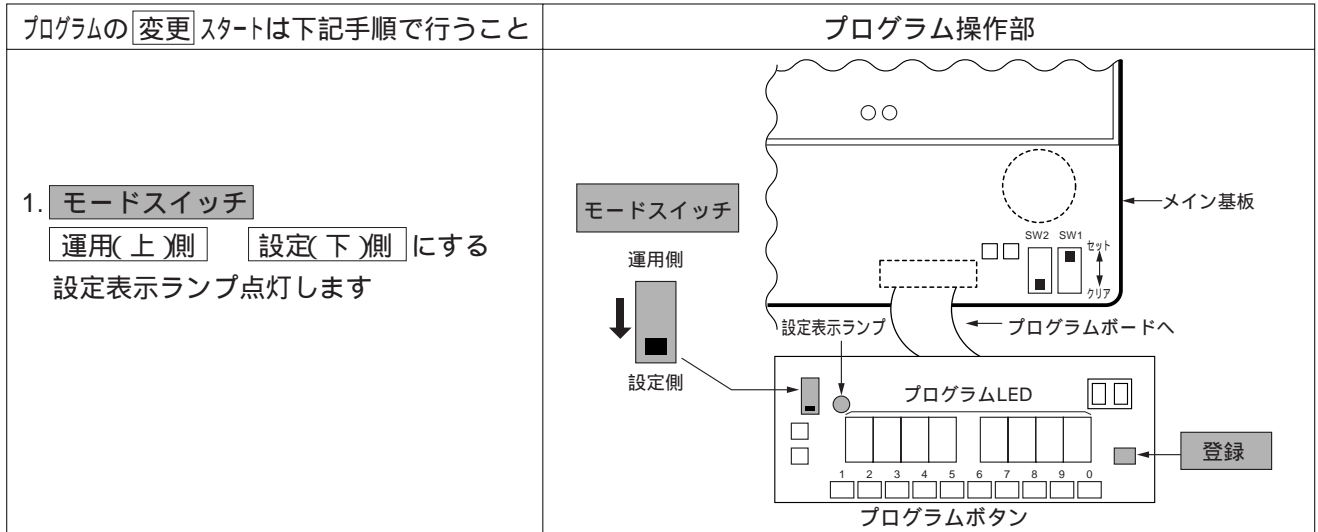 プログラムの 変更 スタートは下記手順で行うこと
プログラム操作部
1. モードスイッチ
運用(上)側 設定(下)側 にする
設定表示ランプ点灯します
モードスイッチ
運用側
設定側
メイン基板
SW2 SW1
セット
クリア
設定表示ランプ
プログラムボードへ
プログラムLED
登録
1 2 3 4 5 6 7 8 9 0
プログラムボタン